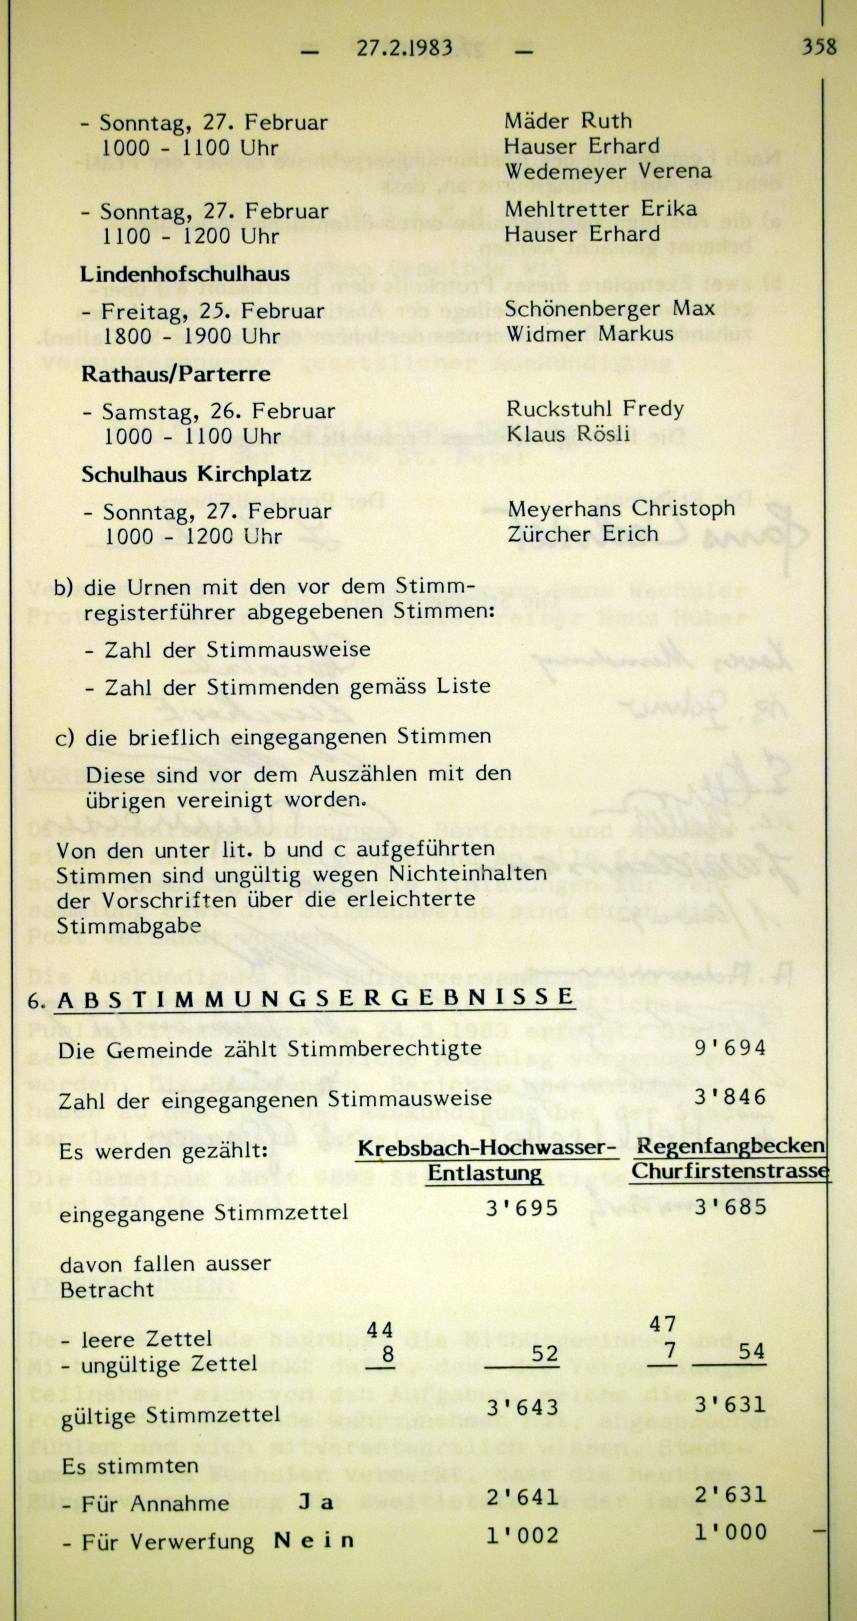 — 27.2.1983 — 358
- Sonntag, 27. Februar Mäder Ruth
1000 - 1100 Uhr Hauser Erhard
Wedemeyer Verena
- Sonntag, 27. Februar Mehltretter Erika
1100 - 1200 Uhr Hauser Erhard
Lindenhofschulhaus
- Freitag, 25. Februar Schönenberger Max
1800 - 1900 Uhr Widmer Markus
Rathaus/Parterre
- Samstag, 26. Februar Ruckstuhl Fredy
1000 - 1100 Uhr Klaus Rösli
Schulhaus Kirchplatz
- Sonntag, 27. Februar Meyerhans Christoph
1000 - 1200 Uhr Zürcher Erich
b) die Urnen mit den vor dem Stimm-
registerführer abgegebenen Stimmen:
- Zahl der Stimmausweise
- Zahl der Stimmenden gemäss Liste
c) die brieflich eingegangenen Stimmen
Diese sind vor dem Auszählen mit den
übrigen vereinigt worden.
Von den unter lit. b und c aufgeführten
Stimmen sind ungültig wegen Nichteinhalten
der Vorschriften über die erleichterte
Stimmabgabe
6. ABSTIMMUNGSERGEBNISSE
Die Gemeinde zählt Stimmberechtigte 9'694
Zahl der eingegangenen Stimmausweise 3'846
Es werden gezählt: Krebsbach-Hochwasser- Regenfangbecken
Entlastung Churfirstenstrasse
eingegangene Stimmzettel 3'695 3'685
davon fallen ausser
Betracht
- leere Zettel 44 47
- ungültige Zettel 8 52 7 54
gültige Stimmzettel 3'643 3'631
Es stimmten
- Für Annahme Ja 2'641 2'631
- Für Verwerfung Nein 1'002 1'000 —